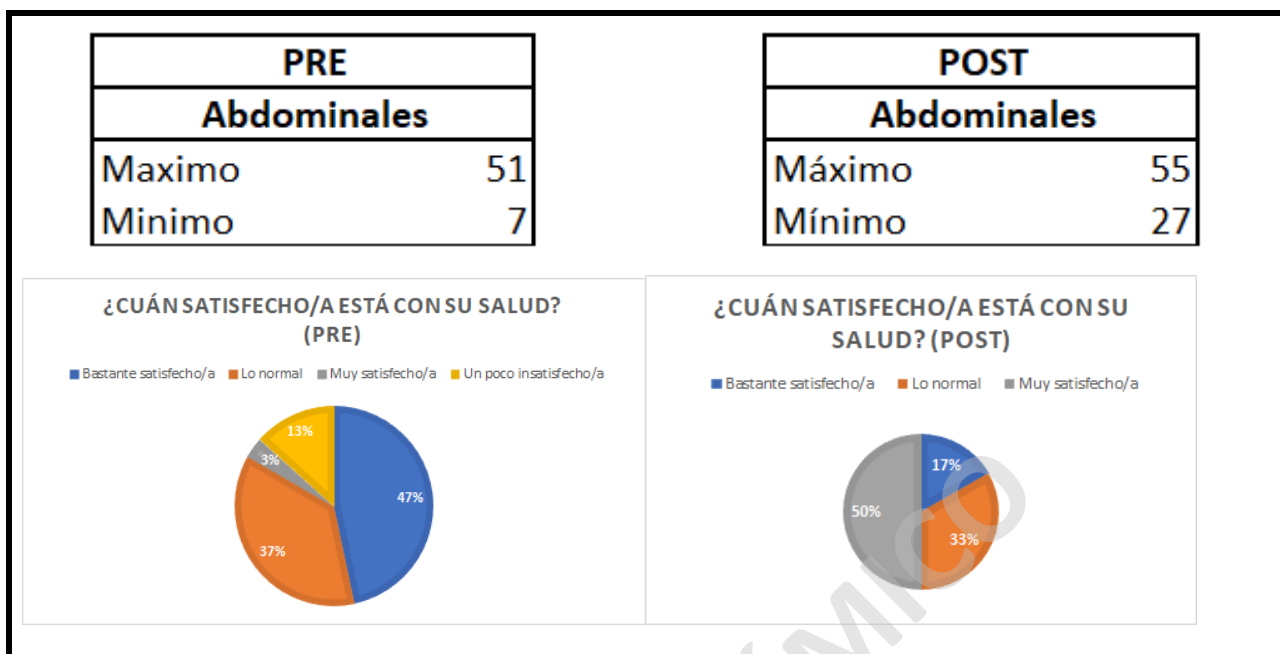 PRE
Abdominales
Maximo 51
Minimo 7
POST
Abdominales
Máximo 55
Mínimo 27
¿CUÁN SATISFECHO/A ESTÁ CON SU SALUD?
(PRE)
Bastante satisfecho/a Lo normal Muy satisfecho/a Un poco insatisfecho/a
13%
3%
47%
37%
¿CUÁN SATISFECHO/A ESTÁ CON SU
SALUD? (POST)
Bastante satisfecho/a Lo normal Muy satisfecho/a
17%
50%
33%